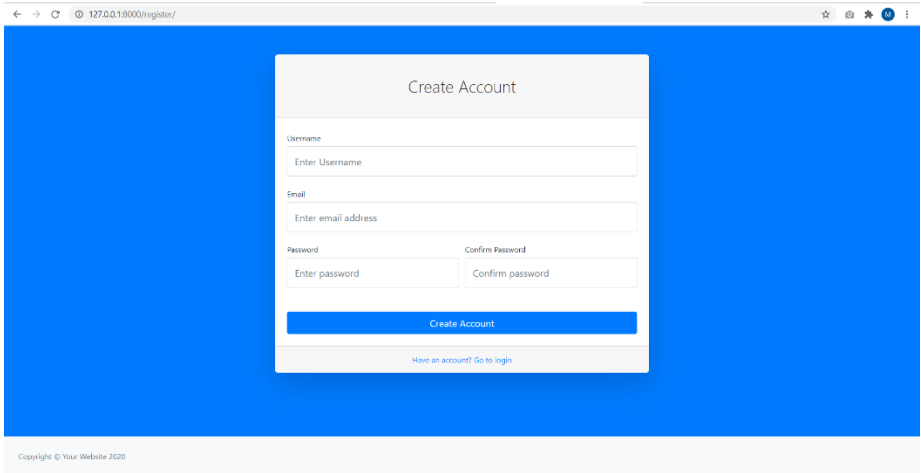 127.0.0.1:8000/register/
M
Create Account
Username
Enter Username
Email
Enter email address
Password Confirm Password
Enter password Confirm password
Create Account
Have an account? Go to login
Copyright © Your Website 2020